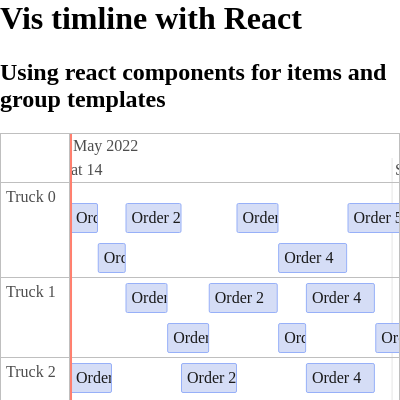 Vis timline with React
Using react components for items and
group templates
May 2022
at 14
S
Truck 0
Ord
Order 2
Order
Order 5
Ord
Order 4
Truck 1
Order
Order 2
Order 4
Order
Ord
Or
Truck 2
Order
Order 2
Order 4